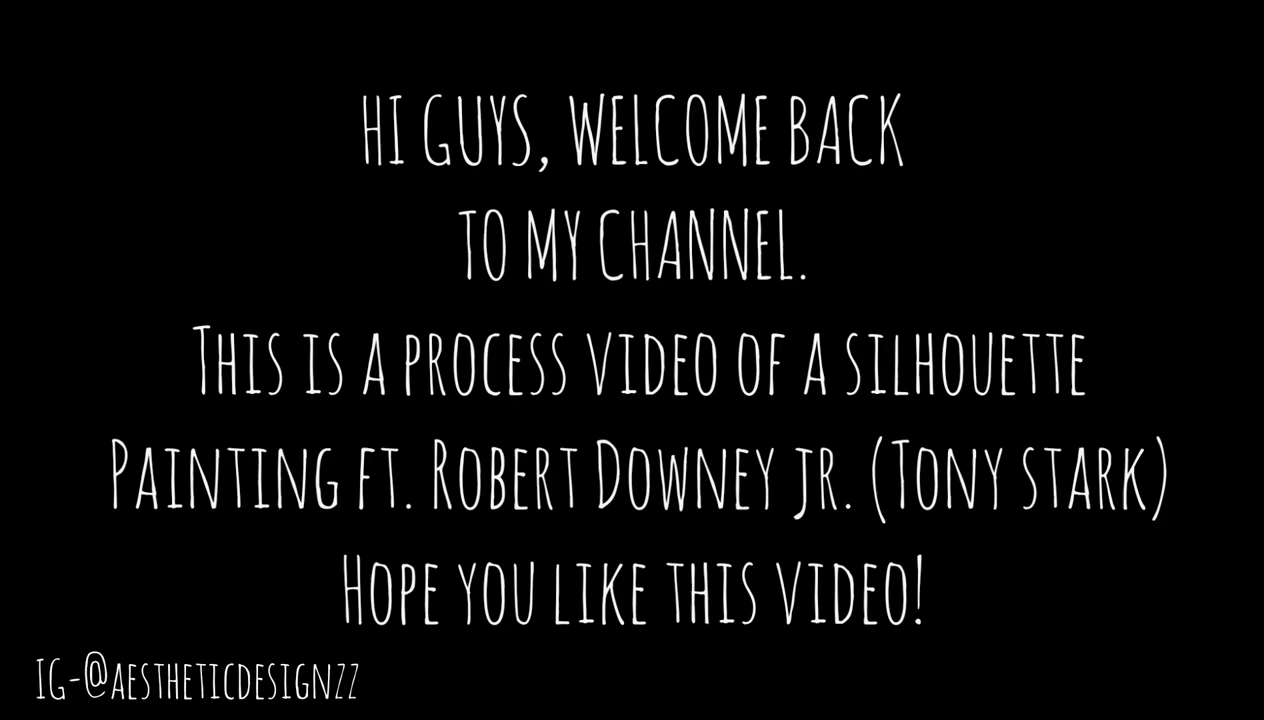 HI GUYS, WELCOME BACK
TO MY CHANNEL.
THIS IS A PROCESS VIDEO OF A SILHOUETTE
PAINTING FT. ROBERT DOWNEY JR. (TONY STARK)
HOPE YOU LIKE THIS VIDEO!
IG-@AESTHETICDESIGNZZ